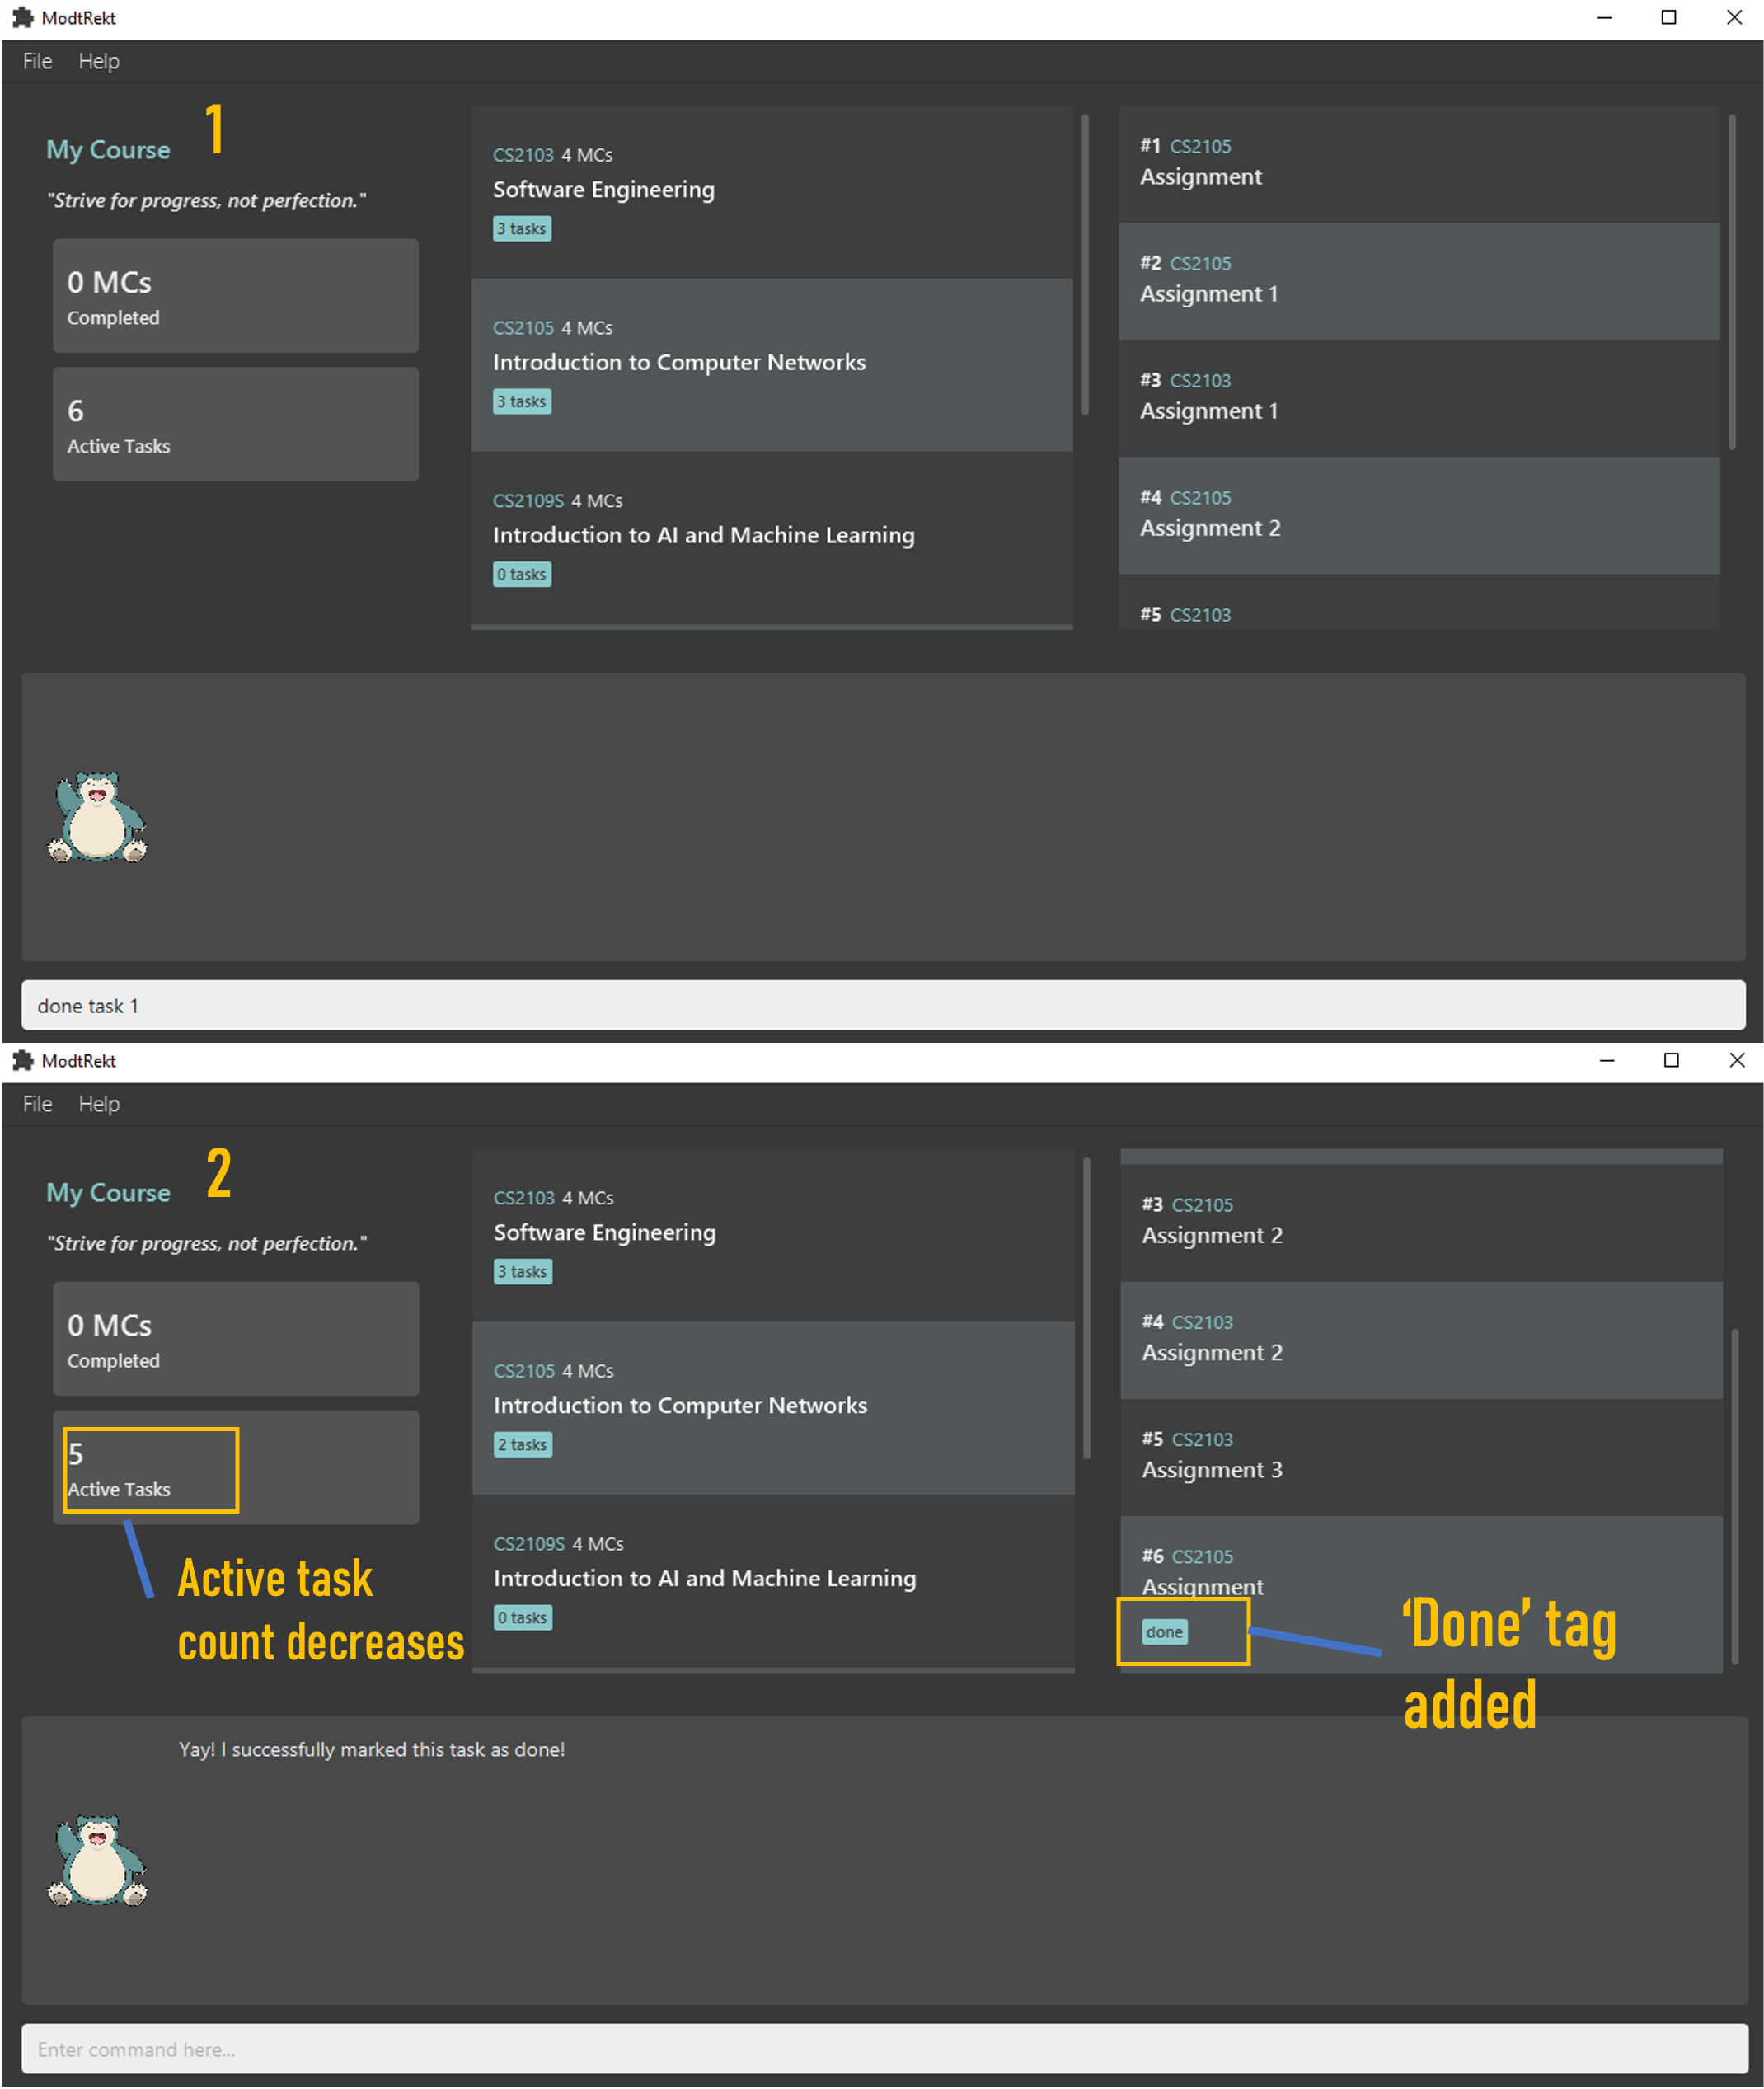 ModtRekt
File Help
1
My Course
"Strive for progress, not perfection."
0 MCs
Completed
6
Active Tasks
CS2103 4 MCs
Software Engineering
3 tasks
CS2105 4 MCs
Introduction to Computer Networks
3 tasks
CS2109S 4 MCs
Introduction to AI and Machine Learning
0 tasks
#1 CS2105
Assignment
#2 CS2105
Assignment 1
#3 CS2103
Assignment 1
#4 CS2105
Assignment 2
#5 CS2103
done task 1
ModtRekt
File Help
2
My Course
"Strive for progress, not perfection."
0 MCs
Completed
5
Active Tasks
Active task
count decreases
CS2103 4 MCs
Software Engineering
3 tasks
CS2105 4 MCs
Introduction to Computer Networks
2 tasks
CS2109S 4 MCs
Introduction to AI and Machine Learning
0 tasks
#3 CS2105
Assignment 2
#4 CS2103
Assignment 2
#5 CS2103
Assignment 3
#6 CS2105
Assignment
done
‘Done’ tag
added
Yay! I successfully marked this task as done!
Enter command here...